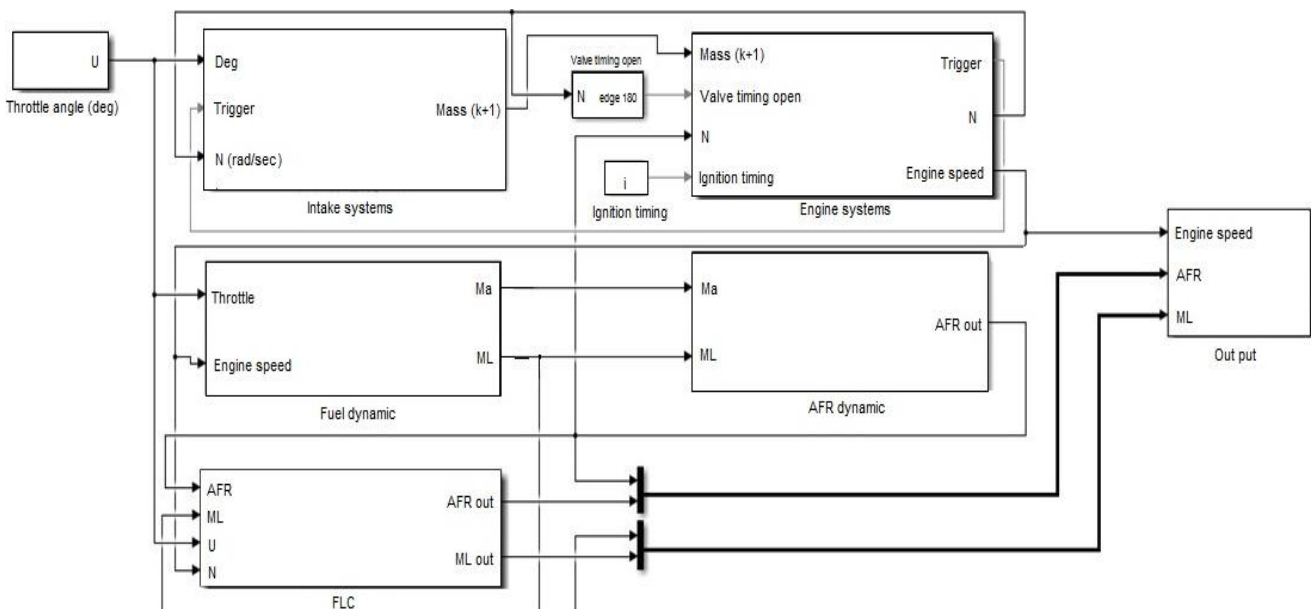 U
Throttle angle (deg)
Deg
Trigger
N (rad/sec)
Mass (k+1)
Intake systems
Valve timing open
N edge 180
i
Ignition timing
Mass (k+1)
Valve timing open
N
Ignition timing
Trigger
N
Engine speed
Engine systems
Throttle
Engine speed
Ma
ML
Fuel dynamic
Ma
ML
AFR out
AFR dynamic
Engine speed
AFR
ML
Out put
AFR
ML
U
N
AFR out
ML out
FLC